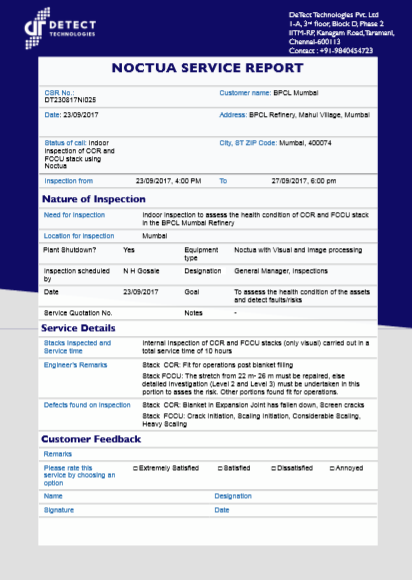 DETECT
TECHNOLOGIES
DeTect Technologies Pvt. Ltd
1-A, 3rd floor, Block D, Phase 2
IITM-RP, Kanagam Road, Taramani,
Chennai-600113
Contact : +91-9840454723
NOCTUA SERVICE REPORT
CSR No.:
DT230817NI025
Customer name: BPCL Mumbai
Date: 23/09/2017
Address: BPCL Refinery, Mahul Village, Mumbai
Status of call: Indoor
Inspection of CCR and
FCCU stack using
Noctua
City, ST ZIP Code: Mumbai, 400074
Inspection from 23/09/2017, 4:00 PM To 27/09/2017, 6:00 pm
Nature of Inspection
Need for Inspection
Indoor inspection to assess the health condition of CCR and FCCU stack
in the BPCL Mumbai Refinery
Location for Inspection Mumbai
Plant Shutdown? Yes
Equipment
type
Noctua with Visual and Image processing
Inspection scheduled
by
N H Gosale Designation General Manager, Inspections
Date 23/09/2017 Goal
To assess the health condition of the assets
and detect faults/risks
Service Quotation No. Notes -
Service Details
Stacks Inspected and
Service time
Internal Inspection of CCR and FCCU stacks (only visual) carried out in a
total service time of 10 hours
Engineer's Remarks
Stack CCR: Fit for operations post blanket filling
Stack FCCU: The stretch from 22 m- 26 m must be repaired, else
detailed investigation (Level 2 and Level 3) must be undertaken in this
portion to asses the risk. Other portions found fit for operations.
Defects found on Inspection
Stack CCR: Blanket in Expansion Joint has fallen down, Screen cracks
Stack FCCU: Crack Initiation, Scaling Initiation, Considerable Scaling,
Heavy Scaling
Customer Feedback
Remarks
Please rate this
service by choosing an
option
□ Extremely Satisfied □ Satisfied □ Dissatisfied □ Annoyed
Name Designation
Signature Date